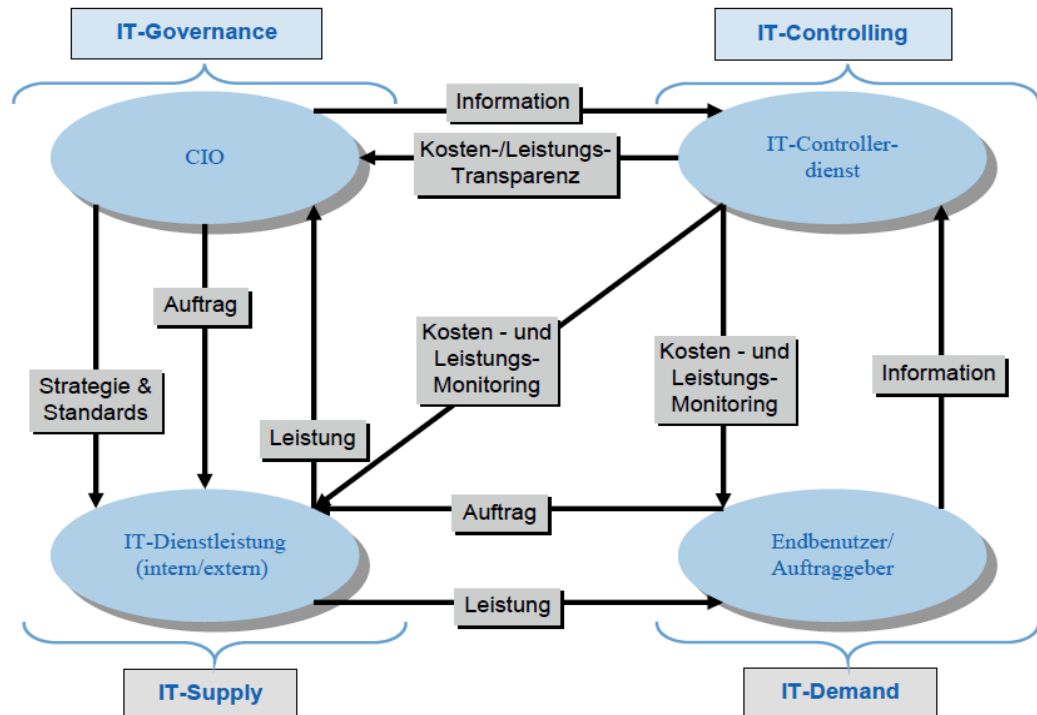 IT-Governance
IT-Controlling
Information
CIO
Kosten-/Leistungs-
Transparenz
IT-Controller-
dienst
Auftrag
Kosten - und
Leistungs-
Monitoring
Kosten - und
Leistungs-
Monitoring
Information
Strategie &
Standards
Leistung
Auftrag
IT-Dienstleistung
(intern/extern)
Endbenutzer/
Auftraggeber
Leistung
IT-Supply
IT-Demand